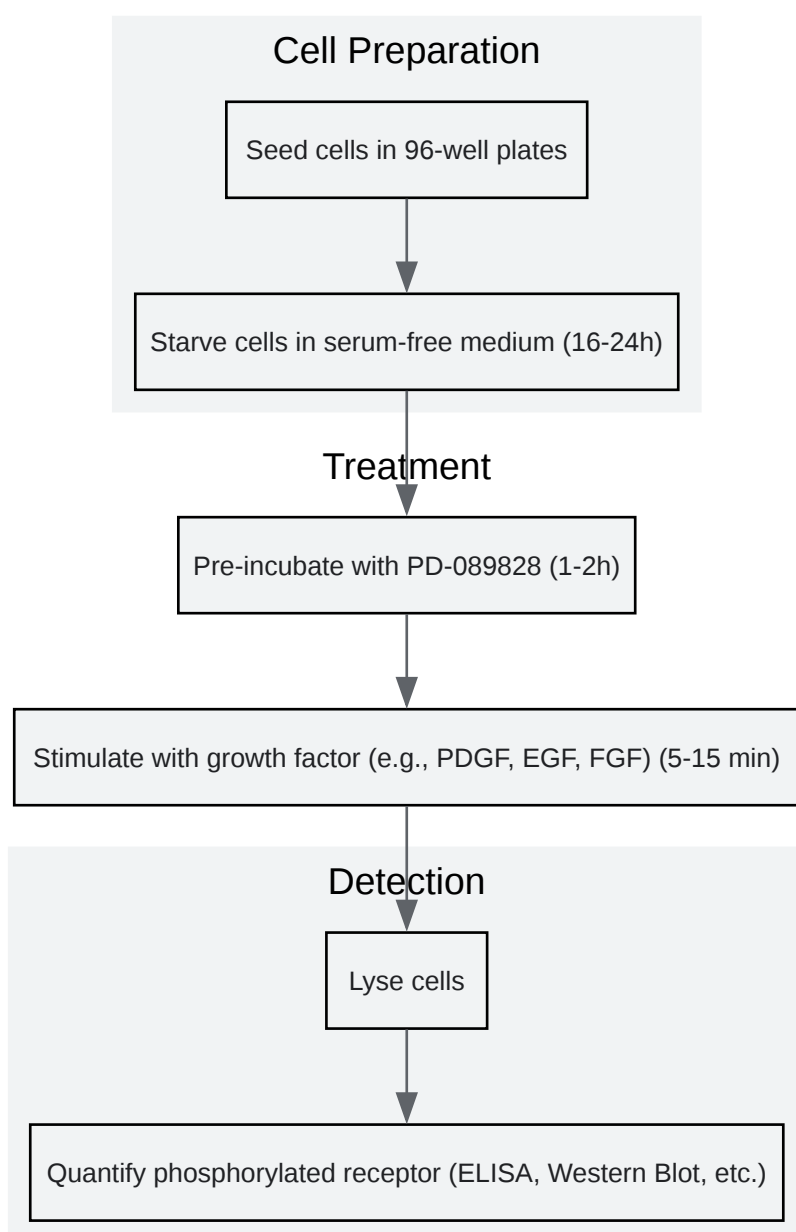 Cell Preparation
Seed cells in 96-well plates
Starve cells in serum-free medium (16-24h)
Treatment
Pre-incubate with PD-089828 (1-2h)
Stimulate with growth factor (e.g., PDGF, EGF, FGF) (5-15 min)
Detection
Lyse cells
Quantify phosphorylated receptor (ELISA, Western Blot, etc.)